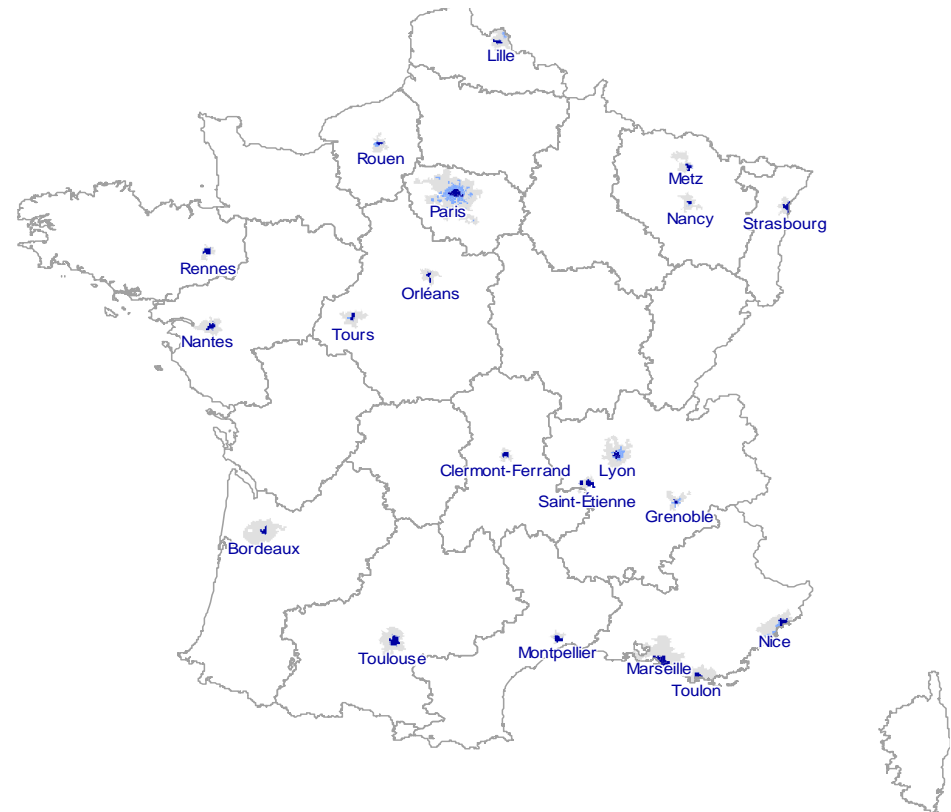 Lille
Rouen
Metz
Paris
Nancy
Strasbourg
Rennes
Orléans
Nantes
Tours
Clermont-Ferrand
Lyon
Saint-Étienne
Grenoble
Bordeaux
Nice
Toulouse
Montpellier
Marseille
Toulon